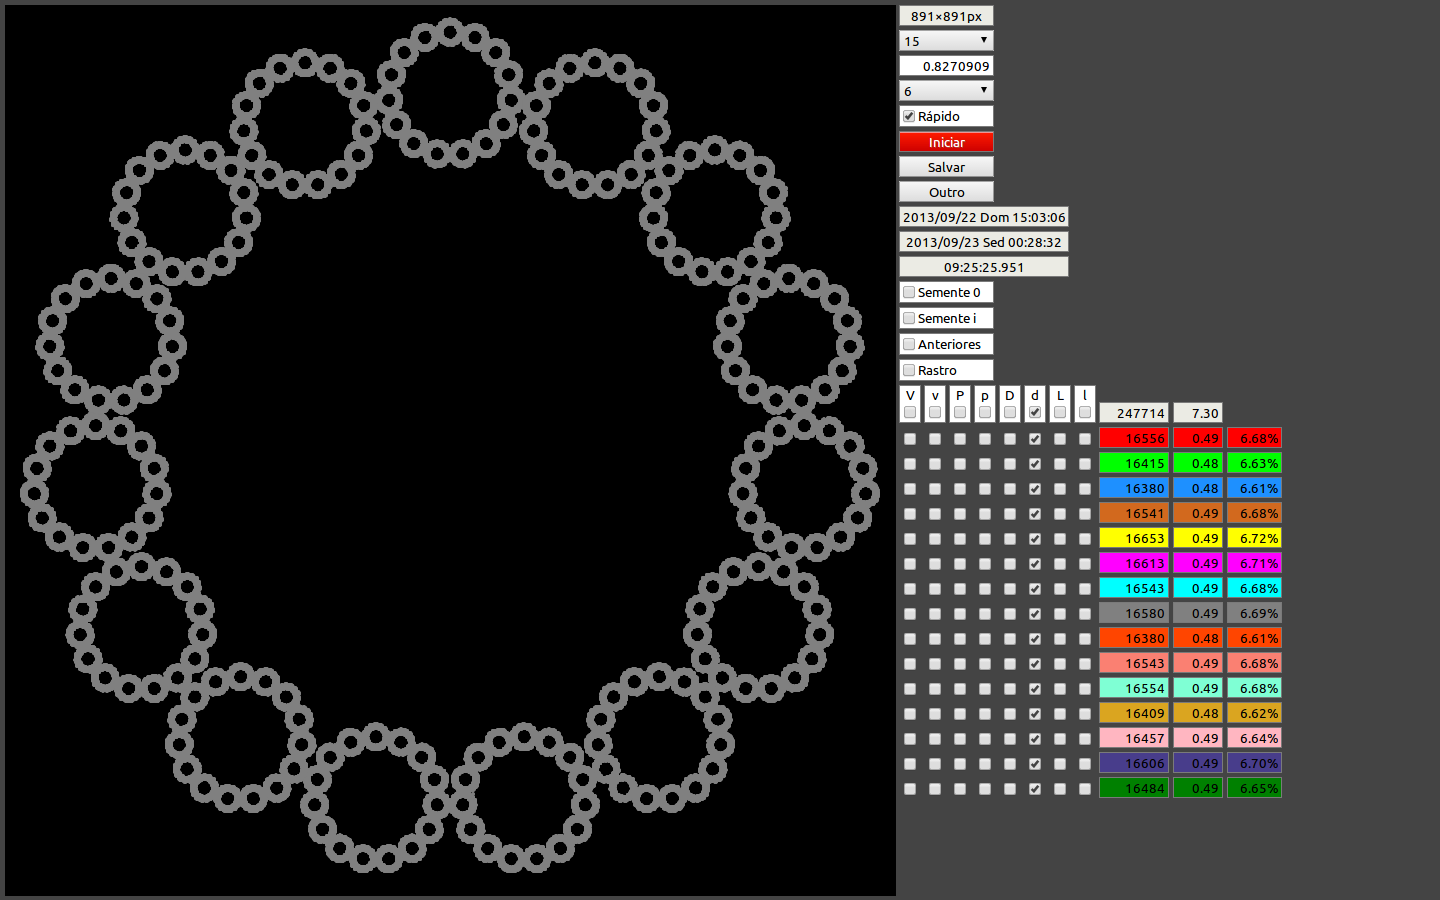 891×891px
15
0.8270909
6
Rápido
Iniciar
Salvar
Outro
2013/09/22 Dom 15:03:06
2013/09/23 Sed 00:28:32
09:25:25.951
Semente 0
Semente i
Anteriores
Rastro
V v P p D d L l
247714 7.30
16556 0.49 6.68%
16415 0.48 6.63%
16380 0.48 6.61%
16541 0.49 6.68%
16653 0.49 6.72%
16613 0.49 6.71%
16543 0.49 6.68%
16580 0.49 6.69%
16380 0.48 6.61%
16543 0.49 6.68%
16554 0.49 6.68%
16409 0.48 6.62%
16457 0.49 6.64%
16606 0.49 6.70%
16484 0.49 6.65%